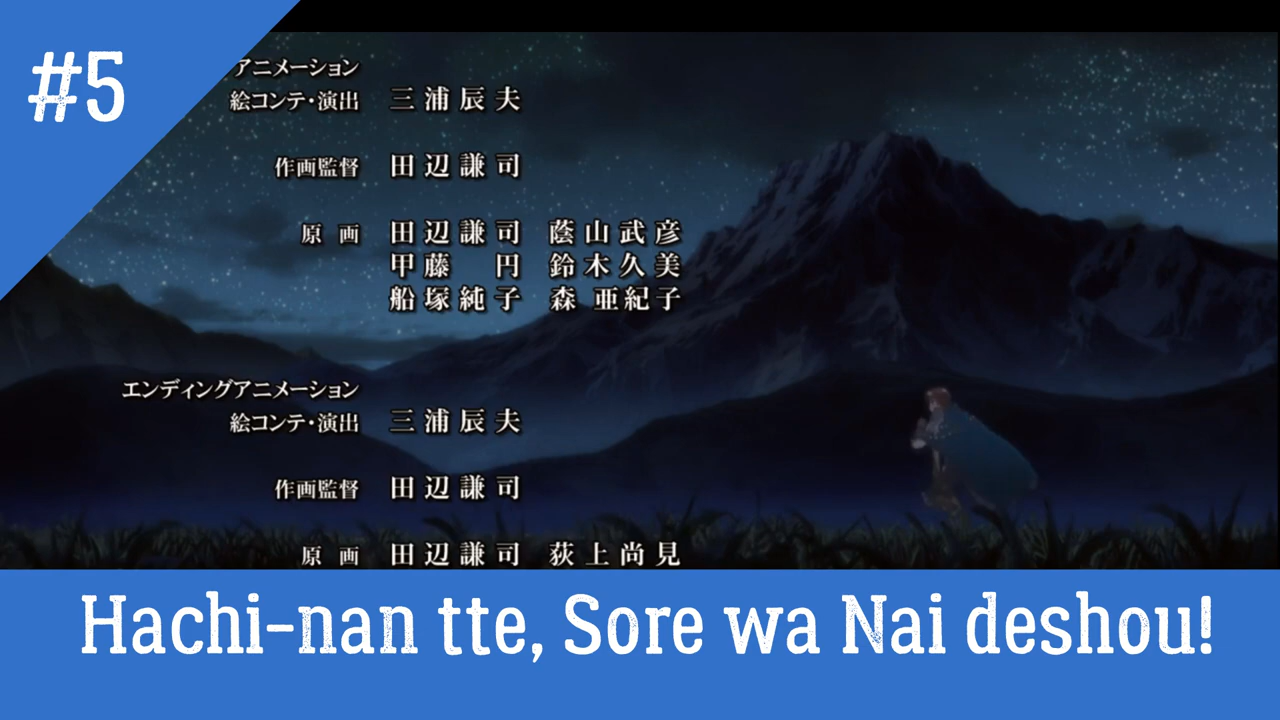 #5
アニメーション
絵コンテ・演出 三浦辰夫
作画監督 田辺謙司
原 画 田辺謙司 蔭山武彦
甲藤 円 鈴木久美
船塚純子 森 亜紀子
エンディングアニメーション
絵コンテ・演出 三浦辰夫
作画監督 田辺謙司
原 画 田辺謙司 荻上尚見
Hachi-nan tte, Sore wa Nai deshou!